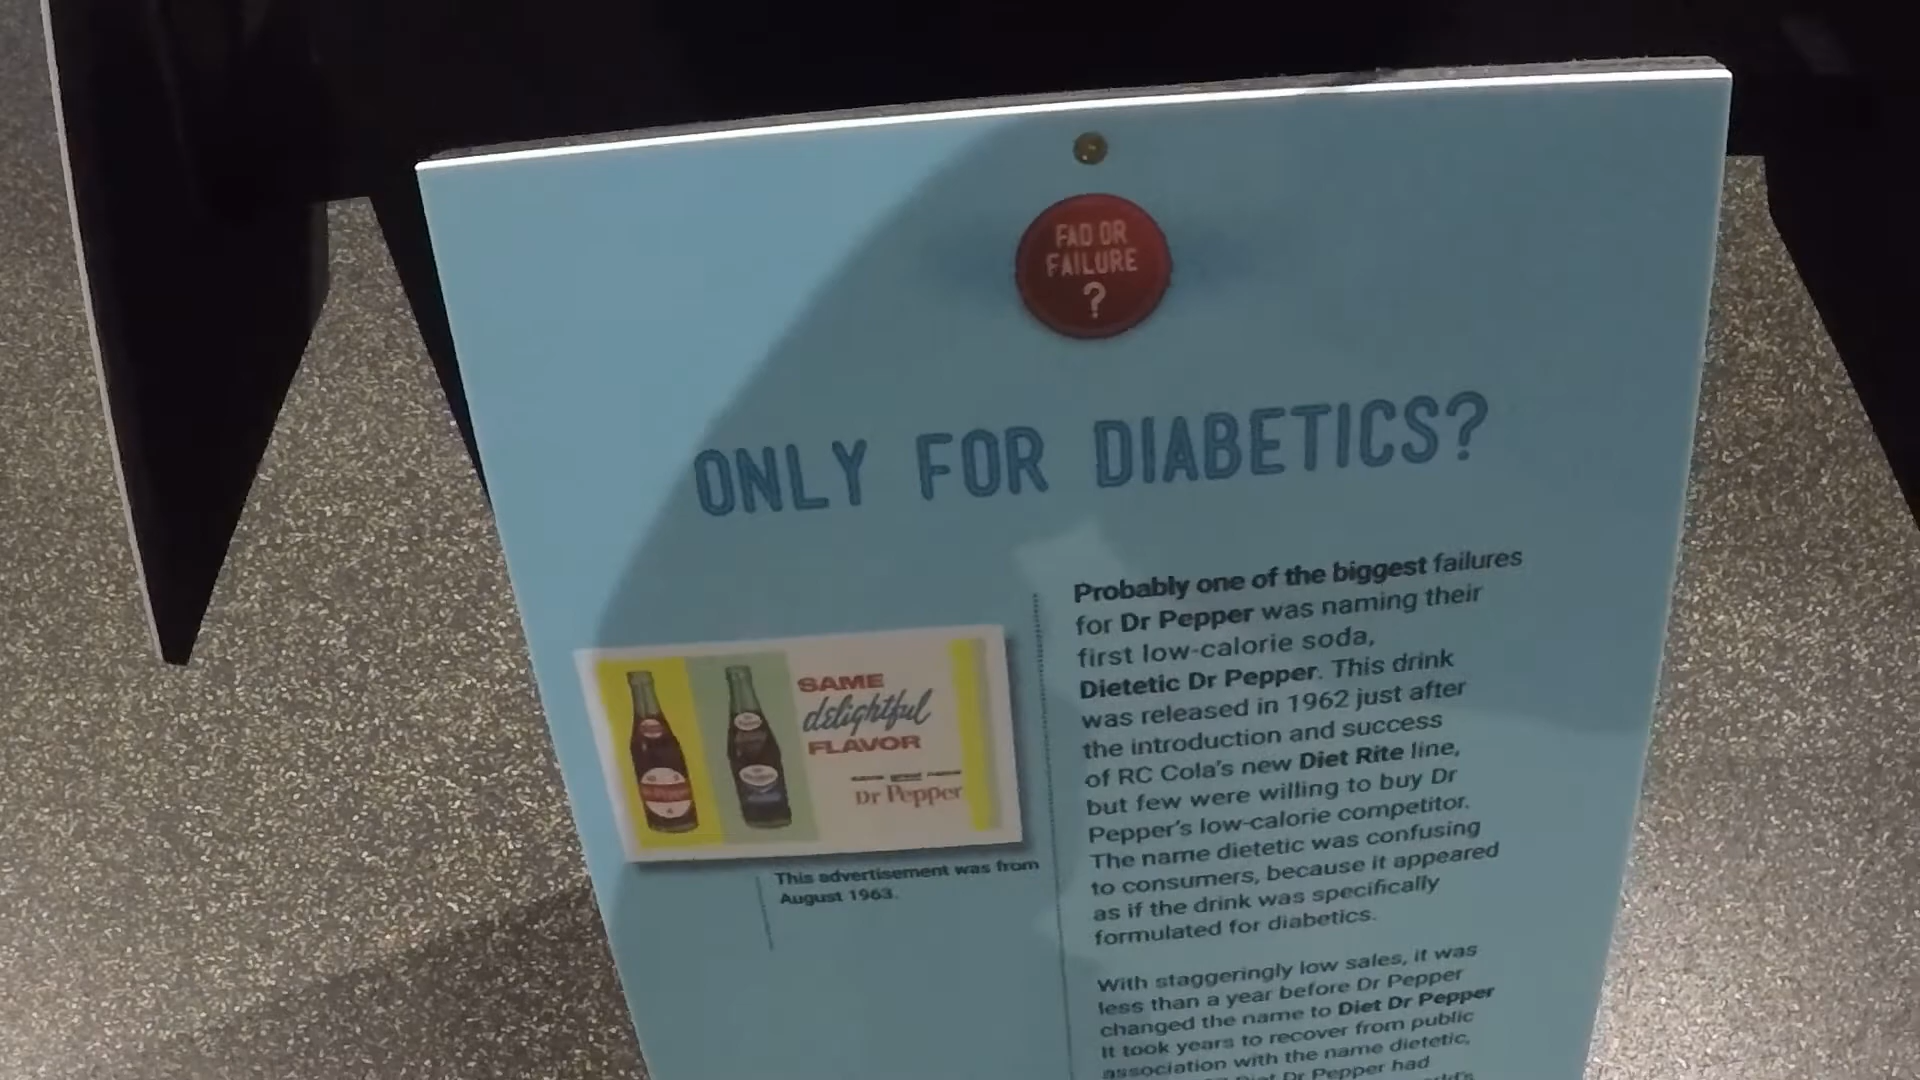 FAD OR
FAILURE
?
ONLY FOR DIABETICS?
SAME
delightful
FLAVOR
Dr Pepper
This advertisement was from
August 1963.
Probably one of the biggest failures
for Dr Pepper was naming their
first low-calorie soda,
Dietetic Dr Pepper. This drink
was released in 1962 just after
the introduction and success
of RC Cola's new Diet Rite line,
but few were willing to buy Dr
Pepper's low-calorie competitor.
The name dietetic was confusing
to consumers, because it appeared
as if the drink was specifically
formulated for diabetics.
With staggeringly low sales, it was
less than a year before Dr Pepper
changed the name to Diet Dr Pepper
It took years to recover from public
association with the name dietetic,
Diet Dr Pepper had